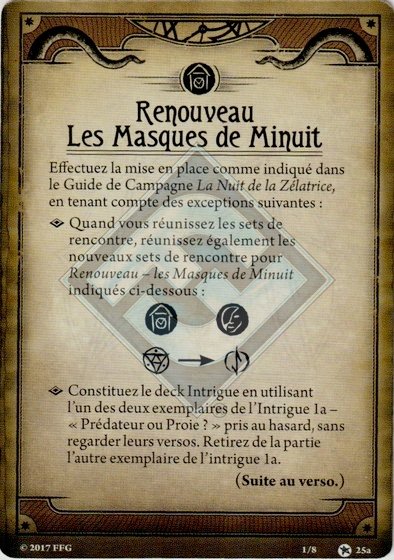 Renouveau
Les Masques de Minuit
Effectuez la mise en place comme indiqué dans
le Guide de Campagne La Nuit de la Zélatrice,
en tenant compte des exceptions suivantes :
Quand vous réunissez les sets de
rencontre, réunissez également les
nouveaux sets de rencontre pour
Renouveau – les Masques de Minuit
indiqués ci-dessous :
Constituez le deck Intrigue en utilisant
l'un des deux exemplaires de l'Intrigue 1a –
« Prédateur ou Proie ? » pris au hasard, sans
regarder leurs versos. Retirez de la partie
l'autre exemplaire de l'intrigue 1a.
(Suite au verso.)
© 2017 FFG 1/8 25a